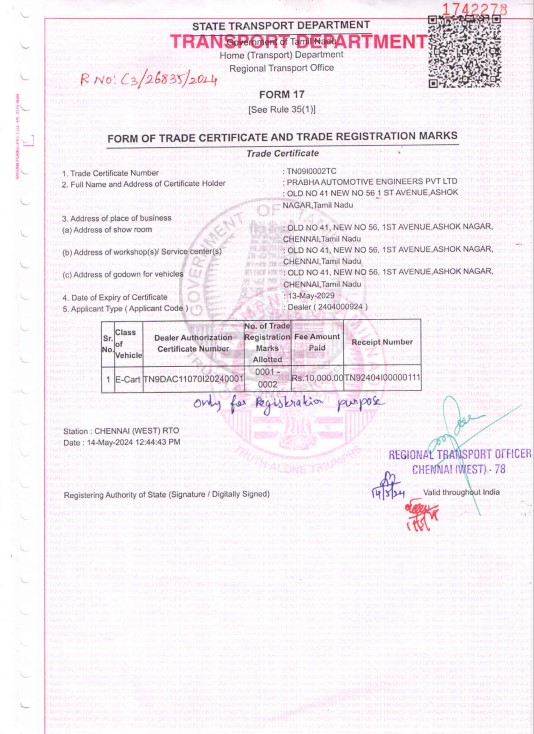 1742278
STATE TRANSPORT DEPARTMENT
TRANSPORT DEPARTMENT
Government of Tamil Nadu
Home (Transport) Department
Regional Transport Office
R No: C3/26835/2024
FORM 17
[See Rule 35(1)]
FORM OF TRADE CERTIFICATE AND TRADE REGISTRATION MARKS
Trade Certificate
1. Trade Certificate Number : TN09I0002TC
2. Full Name and Address of Certificate Holder : PRABHA AUTOMOTIVE ENGINEERS PVT LTD
: OLD NO 41 NEW NO 56 1 ST AVENUE,ASHOK
NAGAR,Tamil Nadu
3. Address of place of business
(a) Address of show room : OLD NO 41, NEW NO 56, 1ST AVENUE,ASHOK NAGAR,
CHENNAI,Tamil Nadu
(b) Address of workshop(s)/ Service center(s) : OLD NO 41, NEW NO 56, 1ST AVENUE,ASHOK NAGAR,
CHENNAI,Tamil Nadu
(c) Address of godown for vehicles : OLD NO 41, NEW NO 56, 1ST AVENUE,ASHOK NAGAR,
CHENNAI,Tamil Nadu
4. Date of Expiry of Certificate : 13-May-2029
5. Applicant Type ( Applicant Code ) : Dealer ( 2404000924 )
Sr. No. Class of Vehicle Dealer Authorization Certificate Number No. of Trade Registration Marks Allotted Fee Amount Paid Receipt Number
1 E-Cart TN9DAC11070I20240001 0001 - 0002 Rs.10,000.00 TN92404I00000111
only for Registration purpose
Station : CHENNAI (WEST) RTO
Date : 14-May-2024 12:44:43 PM
REGIONAL TRANSPORT OFFICER
CHENNAI (WEST) - 78
14/5/24
Registering Authority of State (Signature / Digitally Signed)
Valid throughout India
GOVERNMENT OF TAMIL NADU
TRUTH ALONE TRIUMPHS